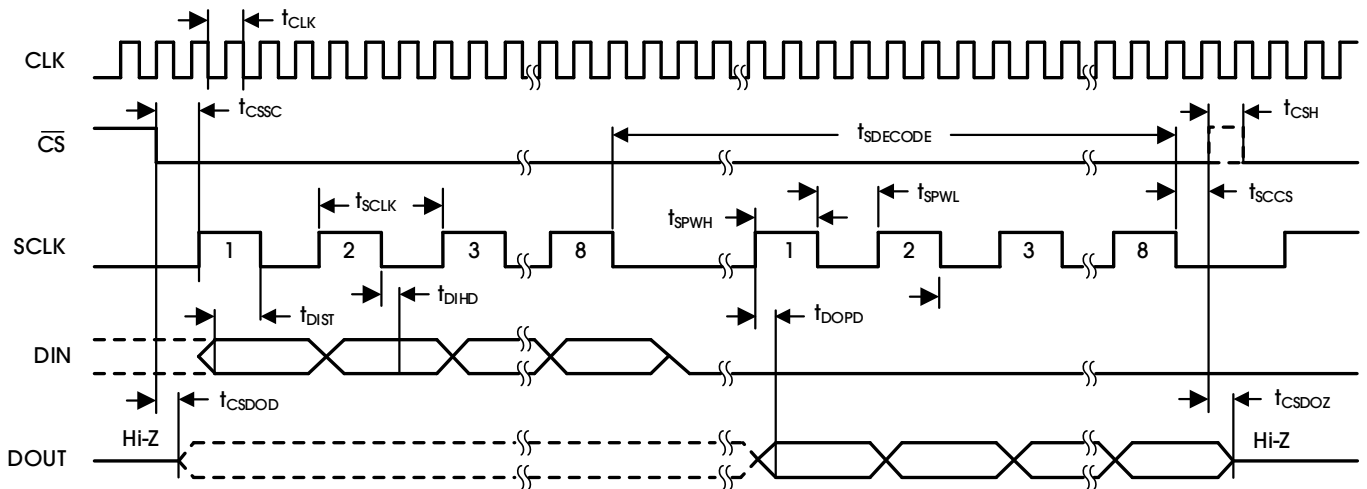 tCLK
CLK
tCSSC
tCSH
CS
tSDECODE
tSCLK
tSPWH
tSPWL
tSCCS
SCLK
1
2
3
8
1
2
3
8
tDIST
tDIHD
tDOPD
DIN
tCSDOD
tCSDOZ
Hi-Z
Hi-Z
DOUT